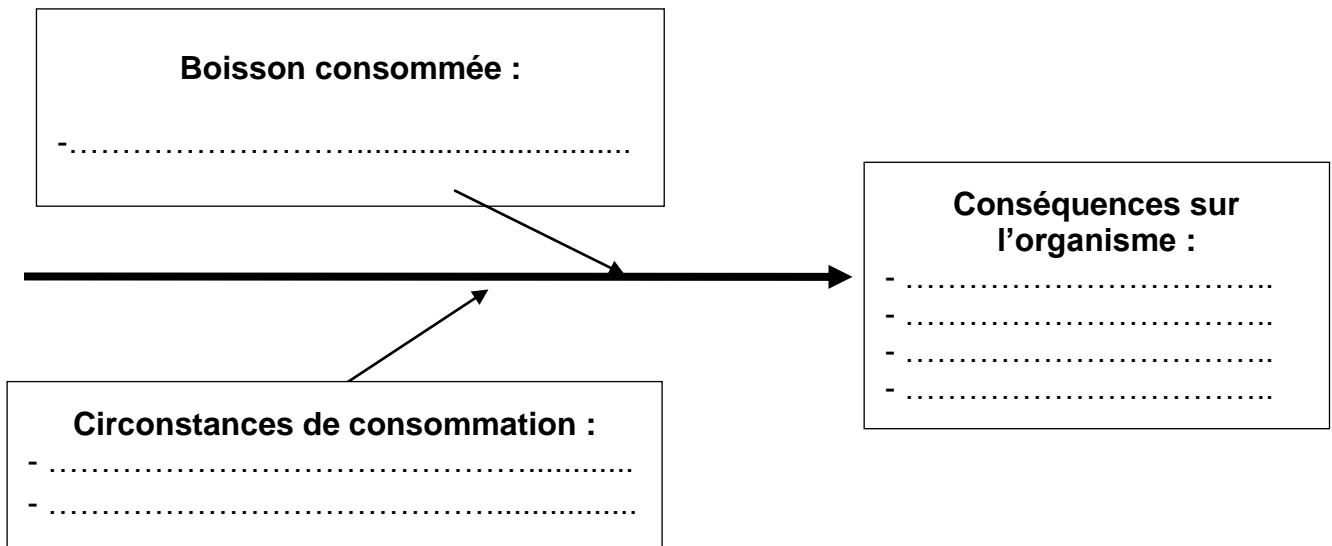 Boisson consommée :
-……………………….....................................
Conséquences sur
l’organisme :
- ……………………………..
- ……………………………..
- ……………………………..
- ……………………………..
Circonstances de consommation :
- ………………………………………............
- ……………………………………................